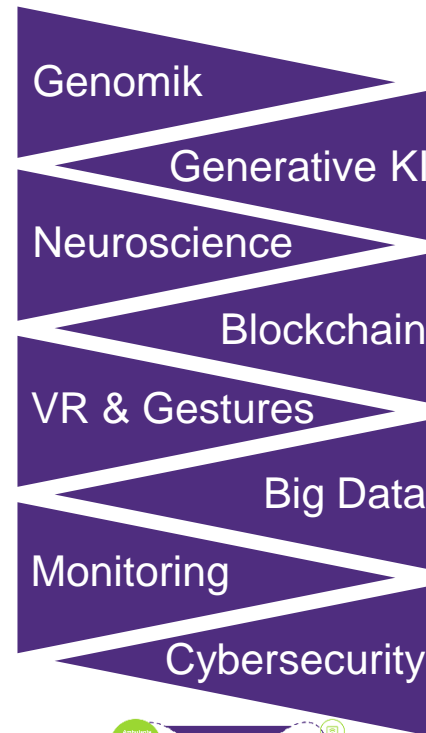 Genomik
Generative KI
Neuroscience
Blockchain
VR & Gestures
Big Data
Monitoring
Cybersecurity